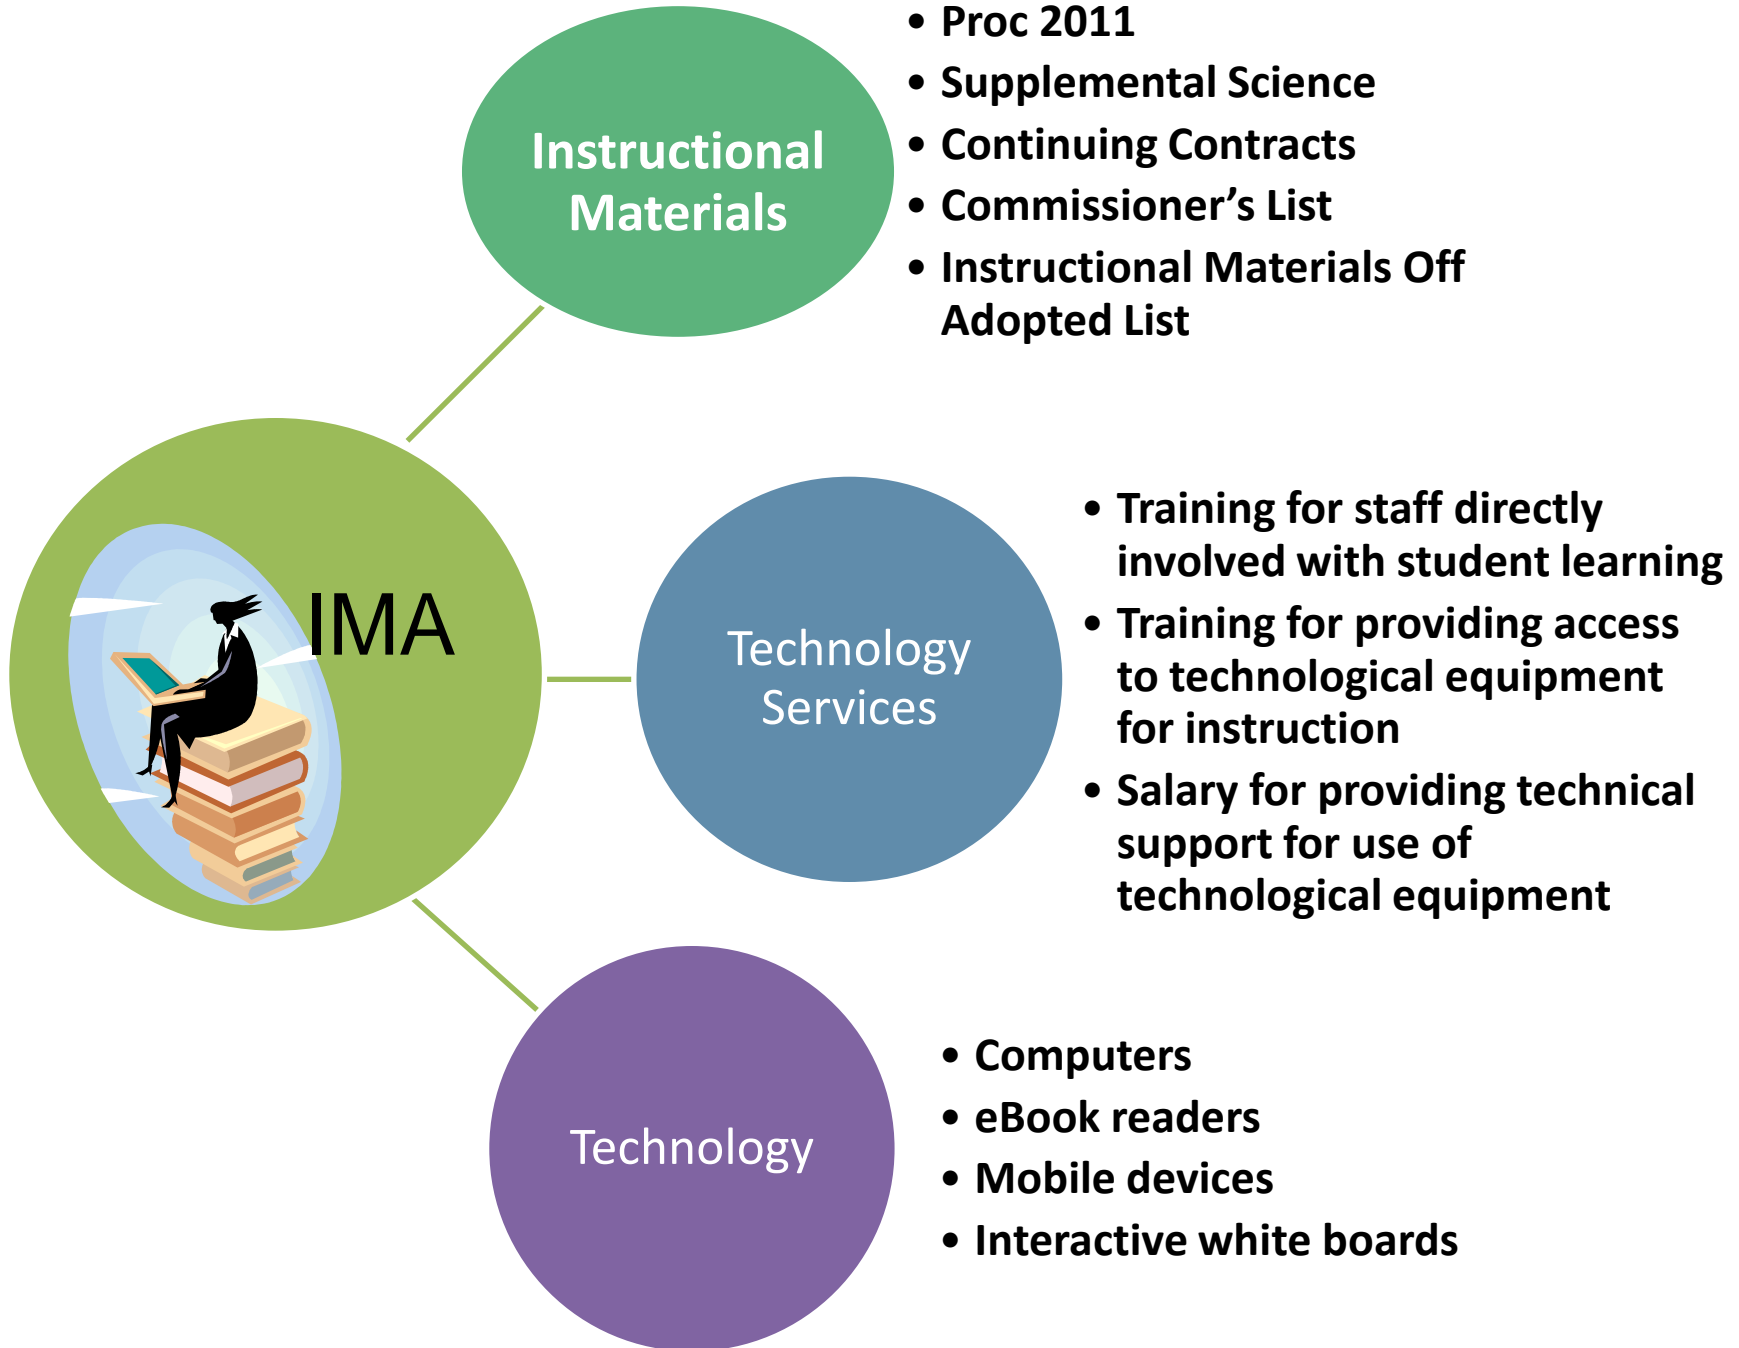 IMA
Instructional
Materials
• Proc 2011
• Supplemental Science
• Continuing Contracts
• Commissioner’s List
• Instructional Materials Off
Adopted List
Technology
Services
• Training for staff directly
involved with student learning
• Training for providing access
to technological equipment
for instruction
• Salary for providing technical
support for use of
technological equipment
Technology
• Computers
• eBook readers
• Mobile devices
• Interactive white boards